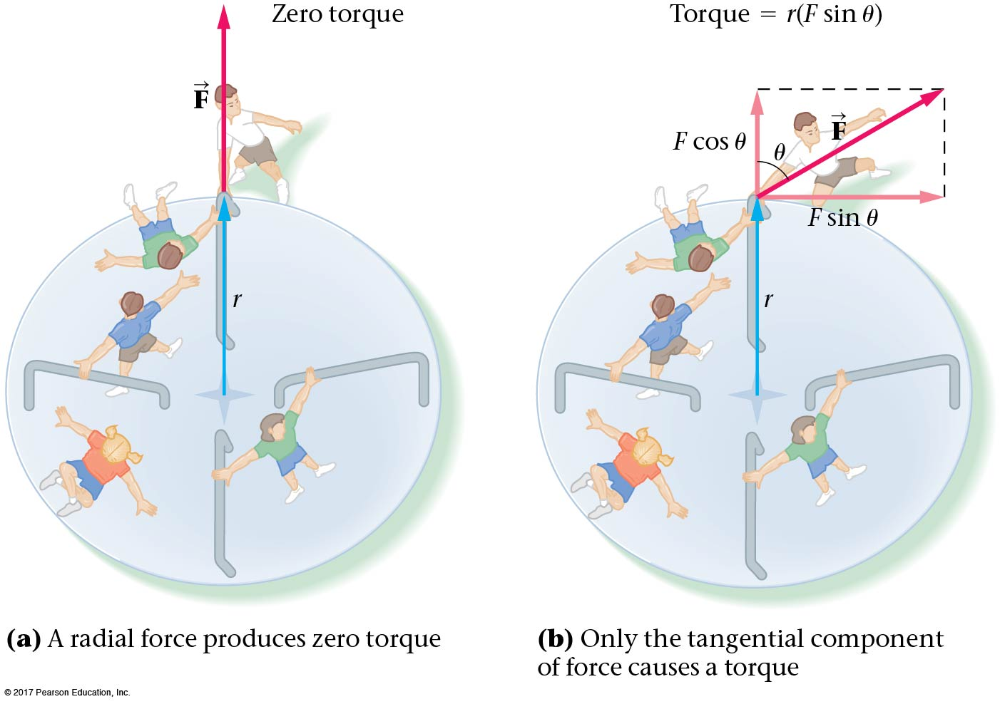 Zero torque
F⃗
r
(a) A radial force produces zero torque
Torque = r(F sin θ)
F cos θ
θ
F⃗
F sin θ
r
(b) Only the tangential component
of force causes a torque
© 2017 Pearson Education, Inc.